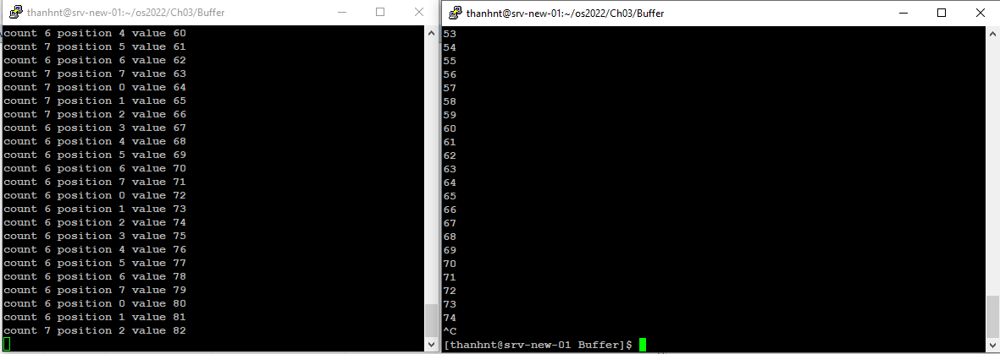 thanhnt@srv-new-01:~/os2022/Ch03/Buffer
count 6 position 4 value 60
count 7 position 5 value 61
count 6 position 6 value 62
count 7 position 7 value 63
count 7 position 0 value 64
count 7 position 1 value 65
count 7 position 2 value 66
count 6 position 3 value 67
count 6 position 4 value 68
count 6 position 5 value 69
count 6 position 6 value 70
count 6 position 7 value 71
count 6 position 0 value 72
count 6 position 1 value 73
count 6 position 2 value 74
count 6 position 3 value 75
count 6 position 4 value 76
count 6 position 5 value 77
count 6 position 6 value 78
count 6 position 7 value 79
count 6 position 0 value 80
count 6 position 1 value 81
count 7 position 2 value 82
thanhnt@srv-new-01:~/os2022/Ch03/Buffer
53
54
55
56
57
58
59
60
61
62
63
64
65
66
67
68
69
70
71
72
73
74
^C
[thanhnt@srv-new-01 Buffer]$